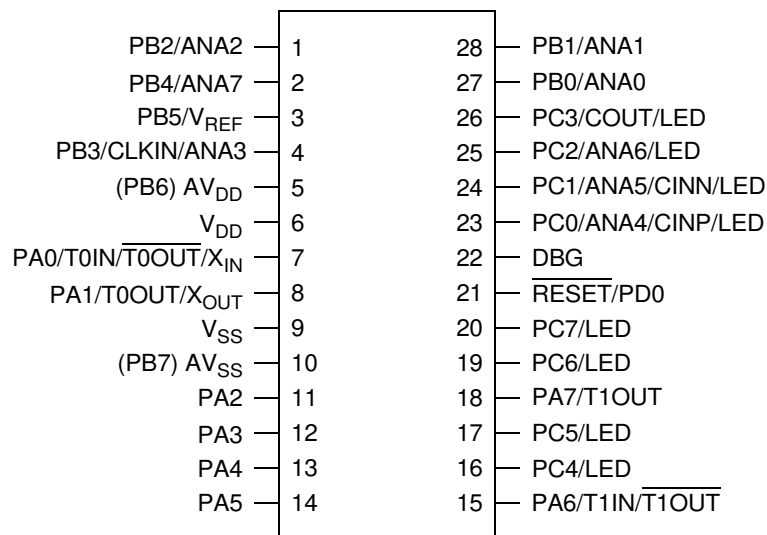 PB2/ANA2 1 28 PB1/ANA1
PB4/ANA7 2 27 PB0/ANA0
PB5/VREF 3 26 PC3/COUT/LED
PB3/CLKIN/ANA3 4 25 PC2/ANA6/LED
(PB6) AVDD 5 24 PC1/ANA5/CINN/LED
VDD 6 23 PC0/ANA4/CINP/LED
PA0/T0IN/T0OUT/XIN 7 22 DBG
PA1/T0OUT/XOUT 8 21 RESET/PD0
VSS 9 20 PC7/LED
(PB7) AVSS 10 19 PC6/LED
PA2 11 18 PA7/T1OUT
PA3 12 17 PC5/LED
PA4 13 16 PC4/LED
PA5 14 15 PA6/T1IN/T1OUT